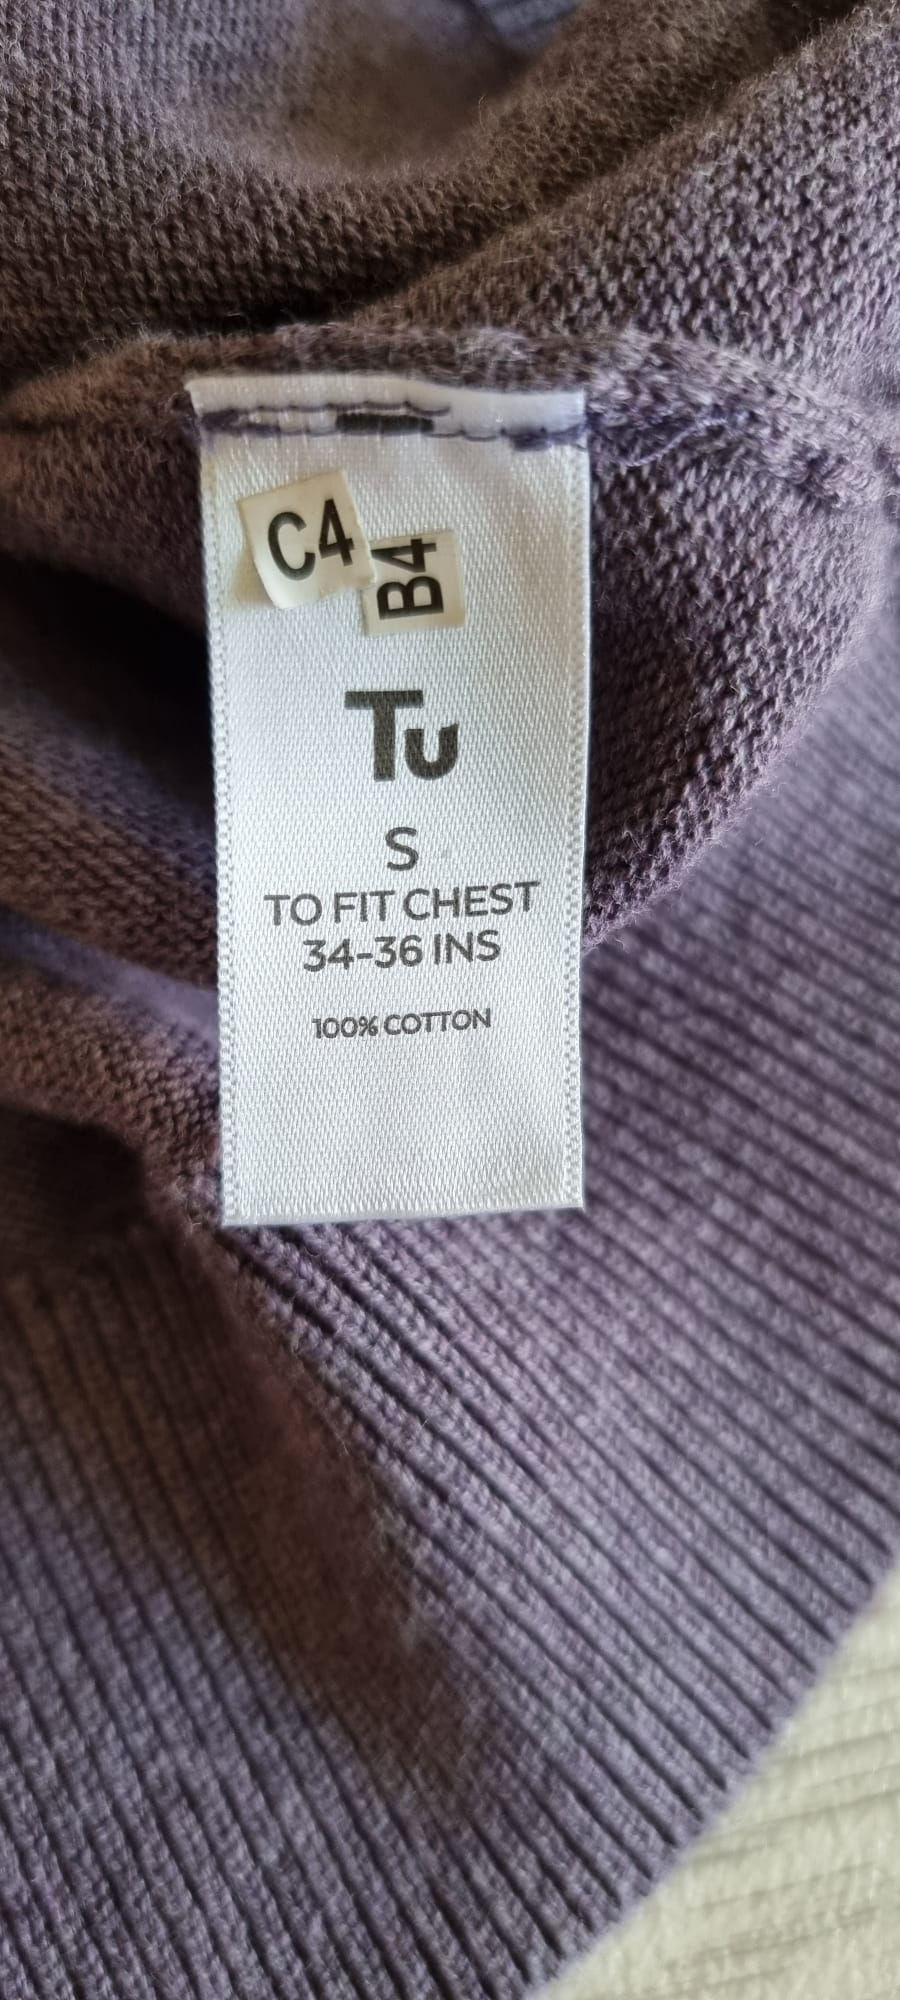 C4
B4
Tu
S
TO FIT CHEST
34-36 INS
100% COTTON